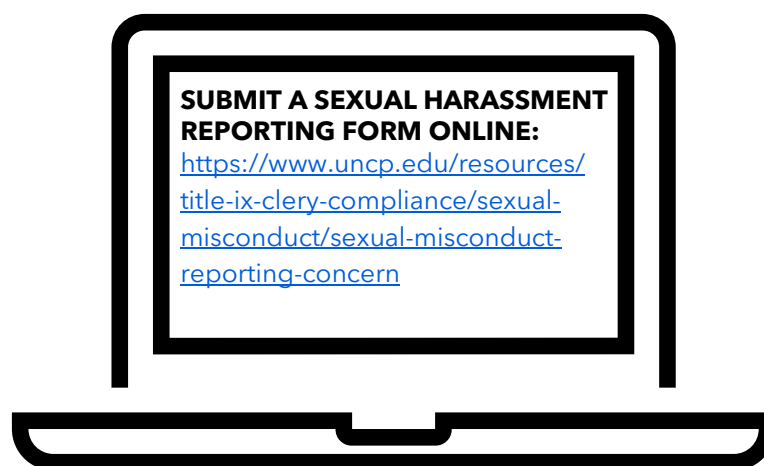 SUBMIT A SEXUAL HARASSMENT
REPORTING FORM ONLINE:
https://www.uncp.edu/resources/
title-ix-clery-compliance/sexual-
misconduct/sexual-misconduct-
reporting-concern